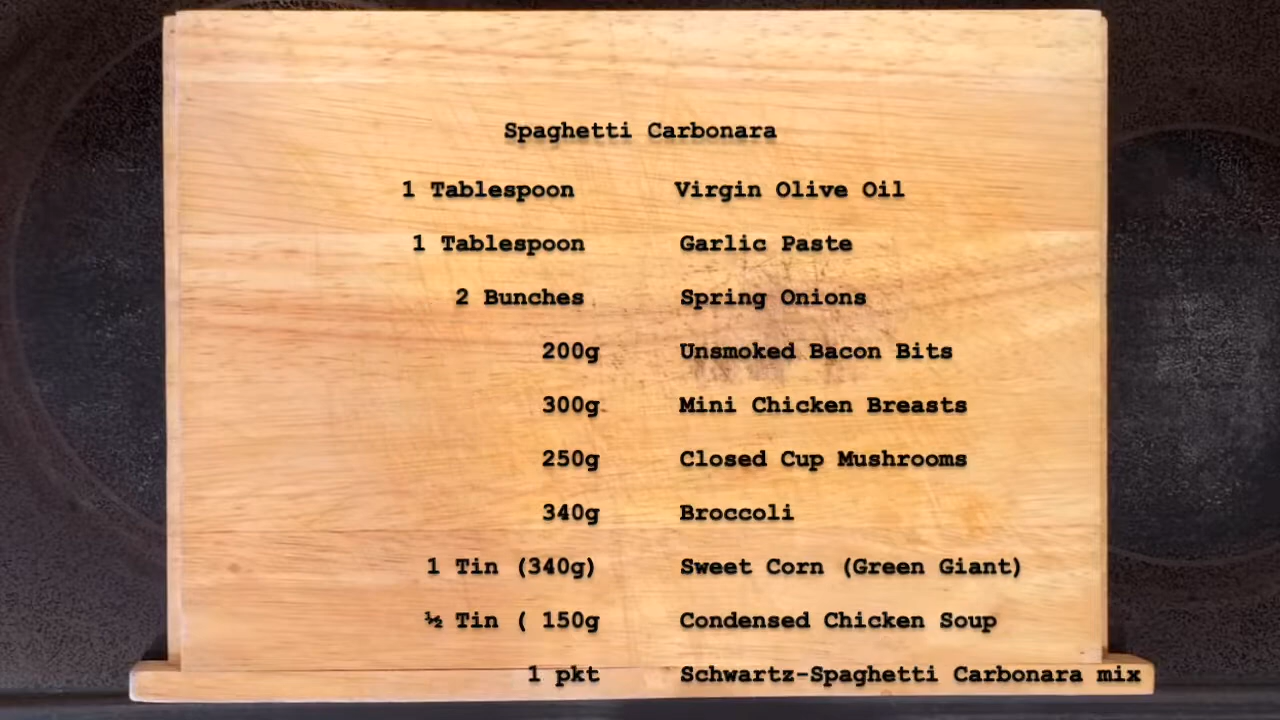 Spaghetti Carbonara
1 Tablespoon Virgin Olive Oil
1 Tablespoon Garlic Paste
2 Bunches Spring Onions
200g Unsmoked Bacon Bits
300g Mini Chicken Breasts
250g Closed Cup Mushrooms
340g Broccoli
1 Tin (340g) Sweet Corn (Green Giant)
½ Tin ( 150g Condensed Chicken Soup
1 pkt Schwartz-Spaghetti Carbonara mix